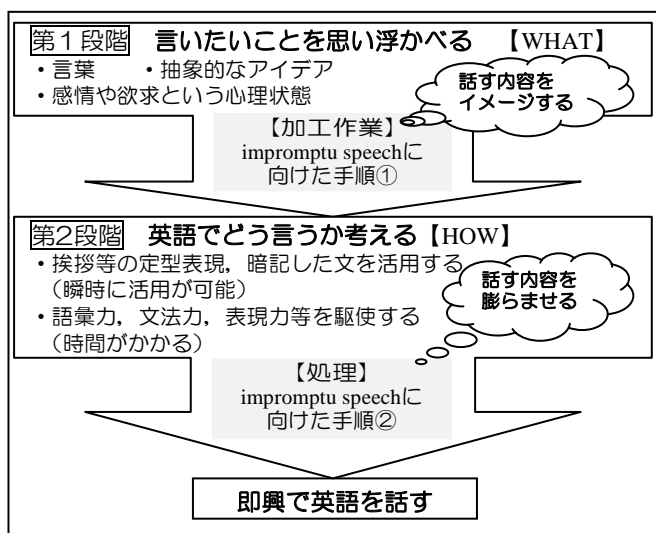 第1段階 言いたいことを思い浮かべる 【WHAT】
・言葉 ・抽象的なアイデア
・感情や欲求という心理状態
話す内容を
イメージする
【加工作業】
impromptu speechに
向けた手順①
第2段階 英語でどう言うか考える【HOW】
・挨拶等の定型表現，暗記した文を活用する
（瞬時に活用が可能）
・語彙力，文法力，表現力等を駆使する
（時間がかかる）
話す内容を
膨らませる
【処理】
impromptu speechに
向けた手順②
即興で英語を話す